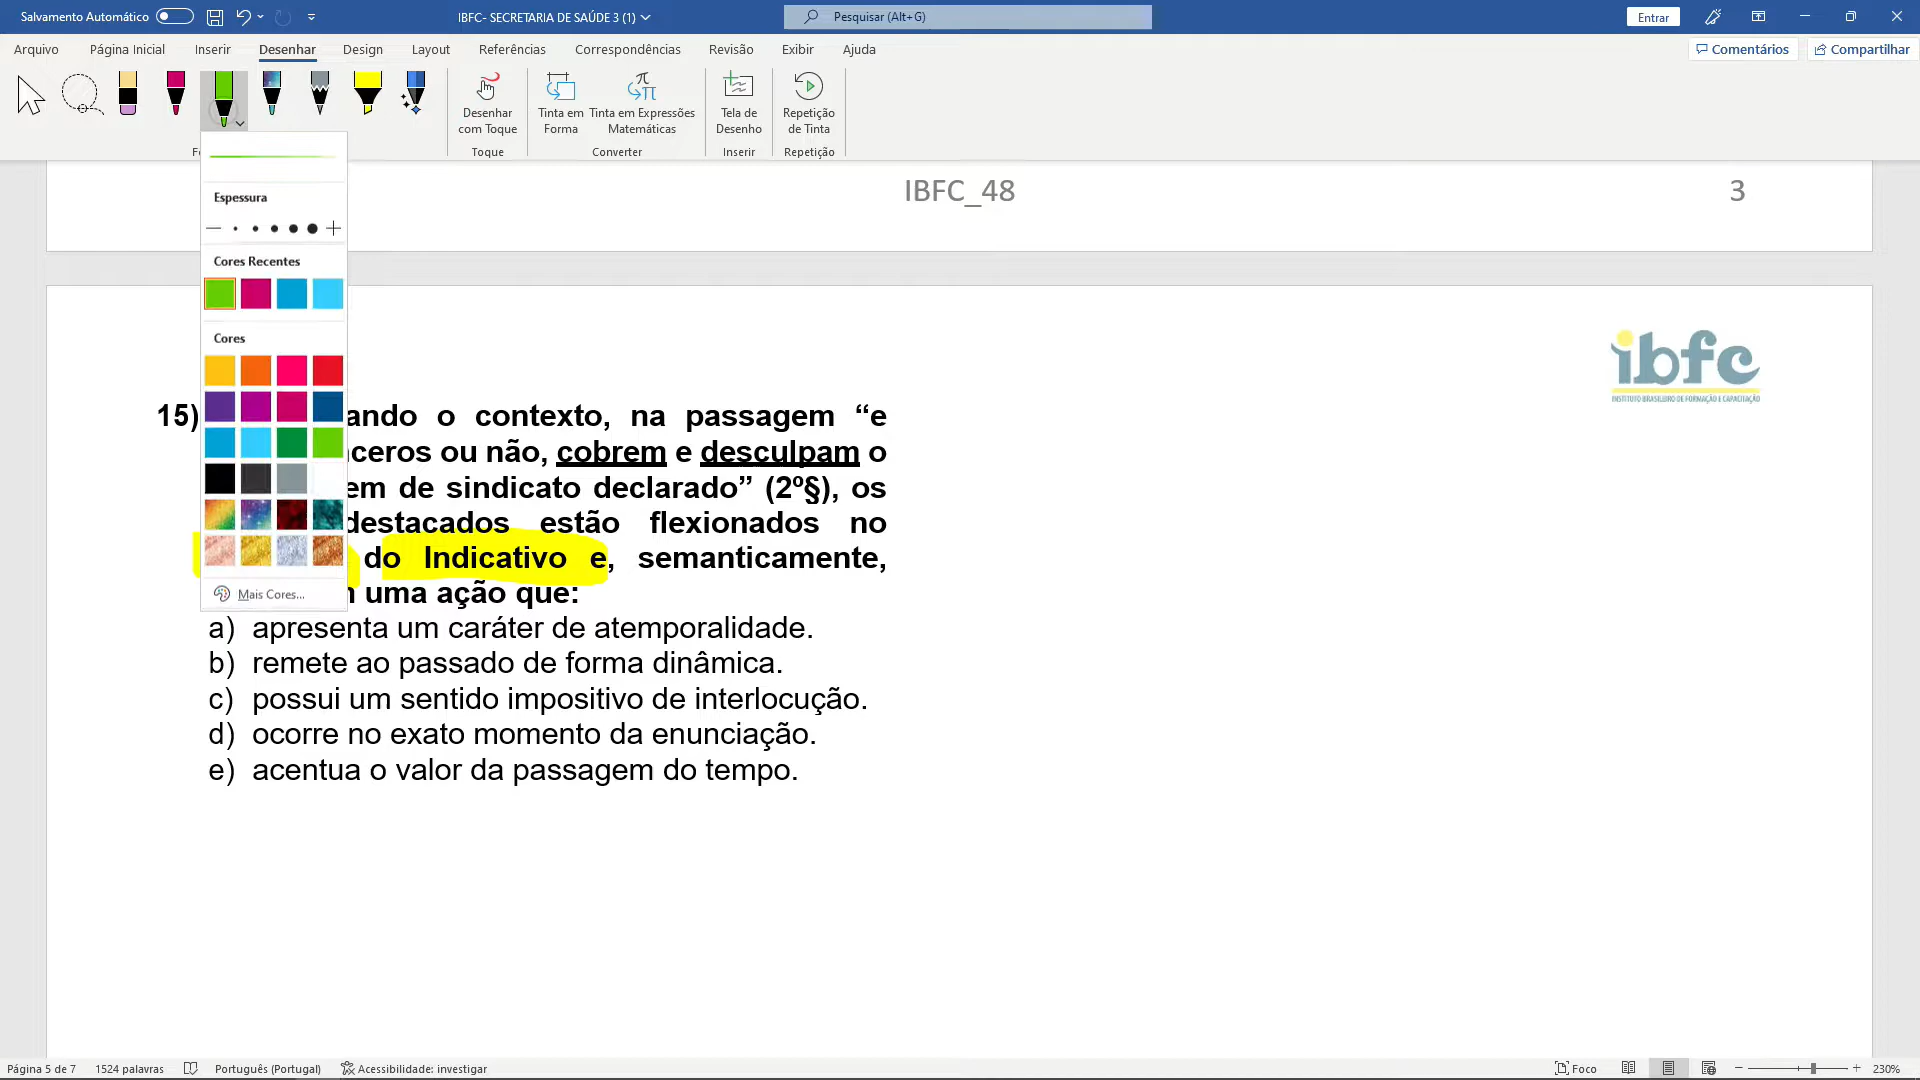 Salvamento Automático
IBFC- SECRETARIA DE SAÚDE 3 (1)
Pesquisar (Alt+G)
Entrar
Arquivo
Página Inicial
Inserir
Desenhar
Design
Layout
Referências
Correspondências
Revisão
Exibir
Ajuda
Comentários
Compartilhar
Desenhar
com Toque
Tinta em
Forma
Tinta em Expressões
Matemáticas
Tela de
Desenho
Repetição
de Tinta
Toque
Converter
Inserir
Repetição
Espessura
Cores Recentes
Cores
Mais Cores...
IBFC_48
3
ibfc
INSTITUTO BRASILEIRO DE FORMAÇÃO E CAPACITAÇÃO
15) ando o contexto, na passagem “e
ceros ou não, cobrem e desculpam o
em de sindicato declarado” (2º§), os
destacados estão flexionados no
do Indicativo e, semanticamente,
uma ação que:
a) apresenta um caráter de atemporalidade.
b) remete ao passado de forma dinâmica.
c) possui um sentido impositivo de interlocução.
d) ocorre no exato momento da enunciação.
e) acentua o valor da passagem do tempo.
Página 5 de 7
1524 palavras
Português (Portugal)
Acessibilidade: investigar
Foco
230%